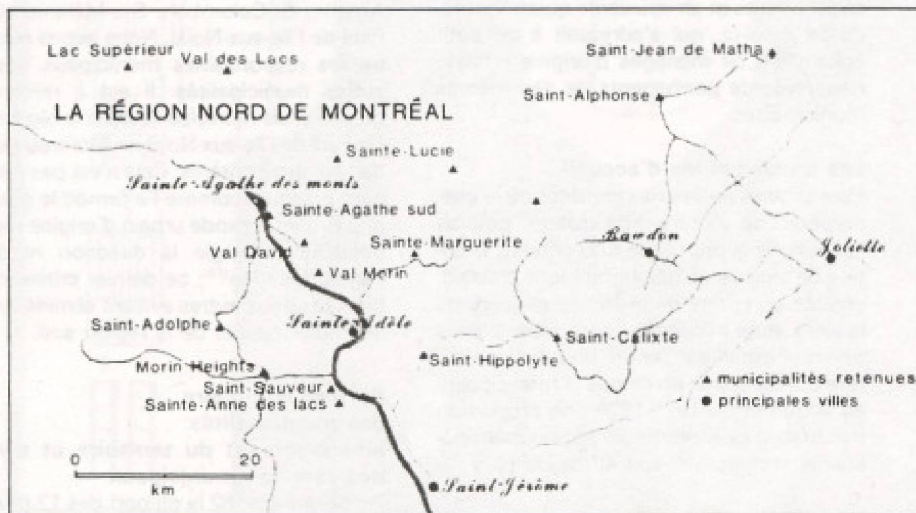 Lac Supérieur
Val des Lacs
Saint-Jean de Matha
Saint-Alphonse
LA RÉGION NORD DE MONTRÉAL
Sainte-Lucie
Sainte-Agathe des monts
Sainte-Agathe sud
Val David
Sainte-Marguerite
Rawdon
Joliette
Val Morin
Saint-Adolphe
Sainte-Adèle
Saint-Calixte
Saint-Hippolyte
Morin Heights
Saint-Sauveur
Sainte-Anne des lacs
municipalités retenues
principales villes
0 20
km
Saint-Jérôme